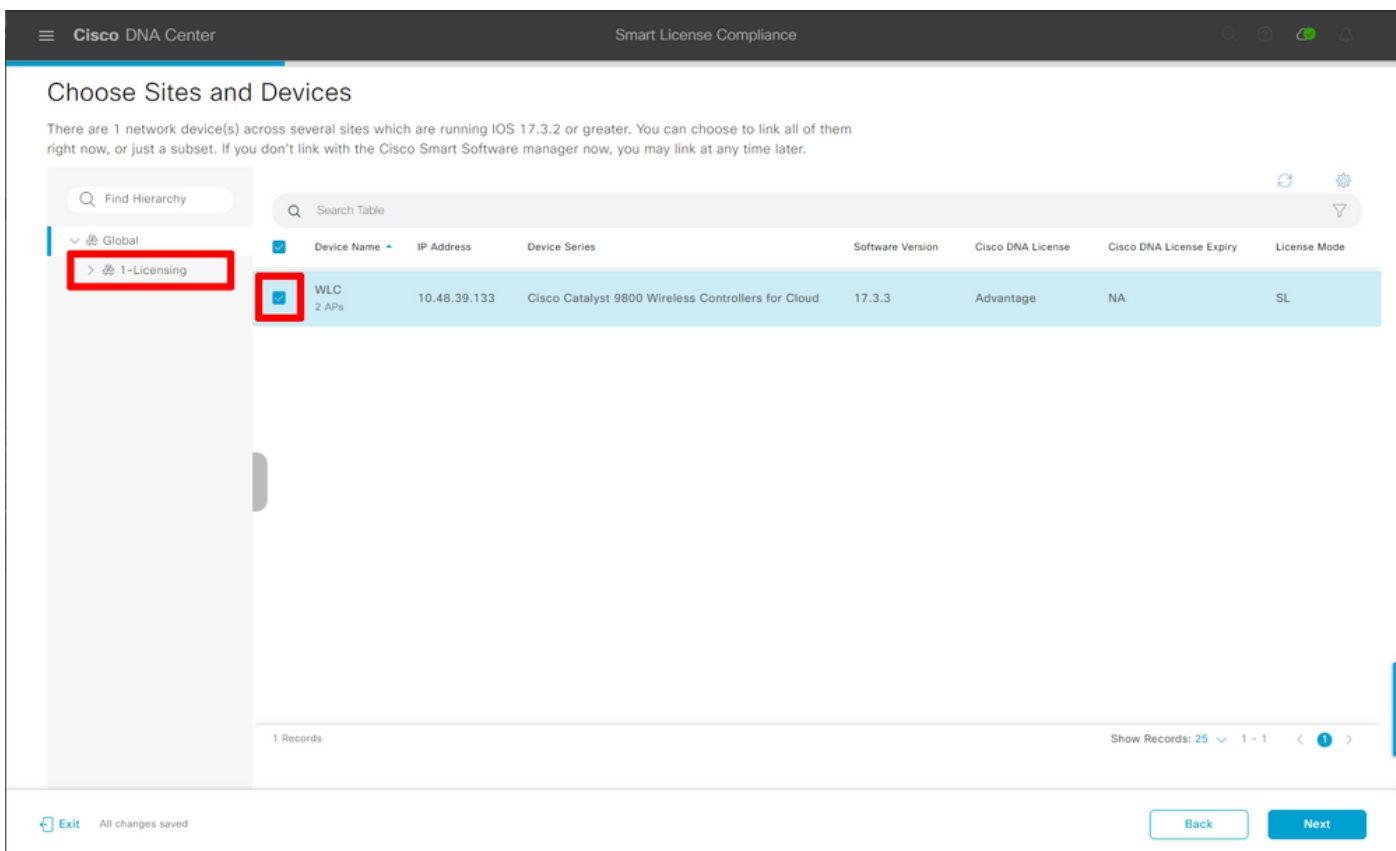 Cisco DNA Center
Smart License Compliance
Choose Sites and Devices
There are 1 network device(s) across several sites which are running IOS 17.3.2 or greater. You can choose to link all of them
right now, or just a subset. If you don't link with the Cisco Smart Software manager now, you may link at any time later.
Find Hierarchy
Global
1-Licensing
Search Table
Device Name IP Address Device Series Software Version Cisco DNA License Cisco DNA License Expiry License Mode
WLC 10.48.39.133 Cisco Catalyst 9800 Wireless Controllers for Cloud 17.3.3 Advantage NA SL
2 APs
1 Records
Show Records: 25 1 - 1 < 1 >
Exit All changes saved
Back Next